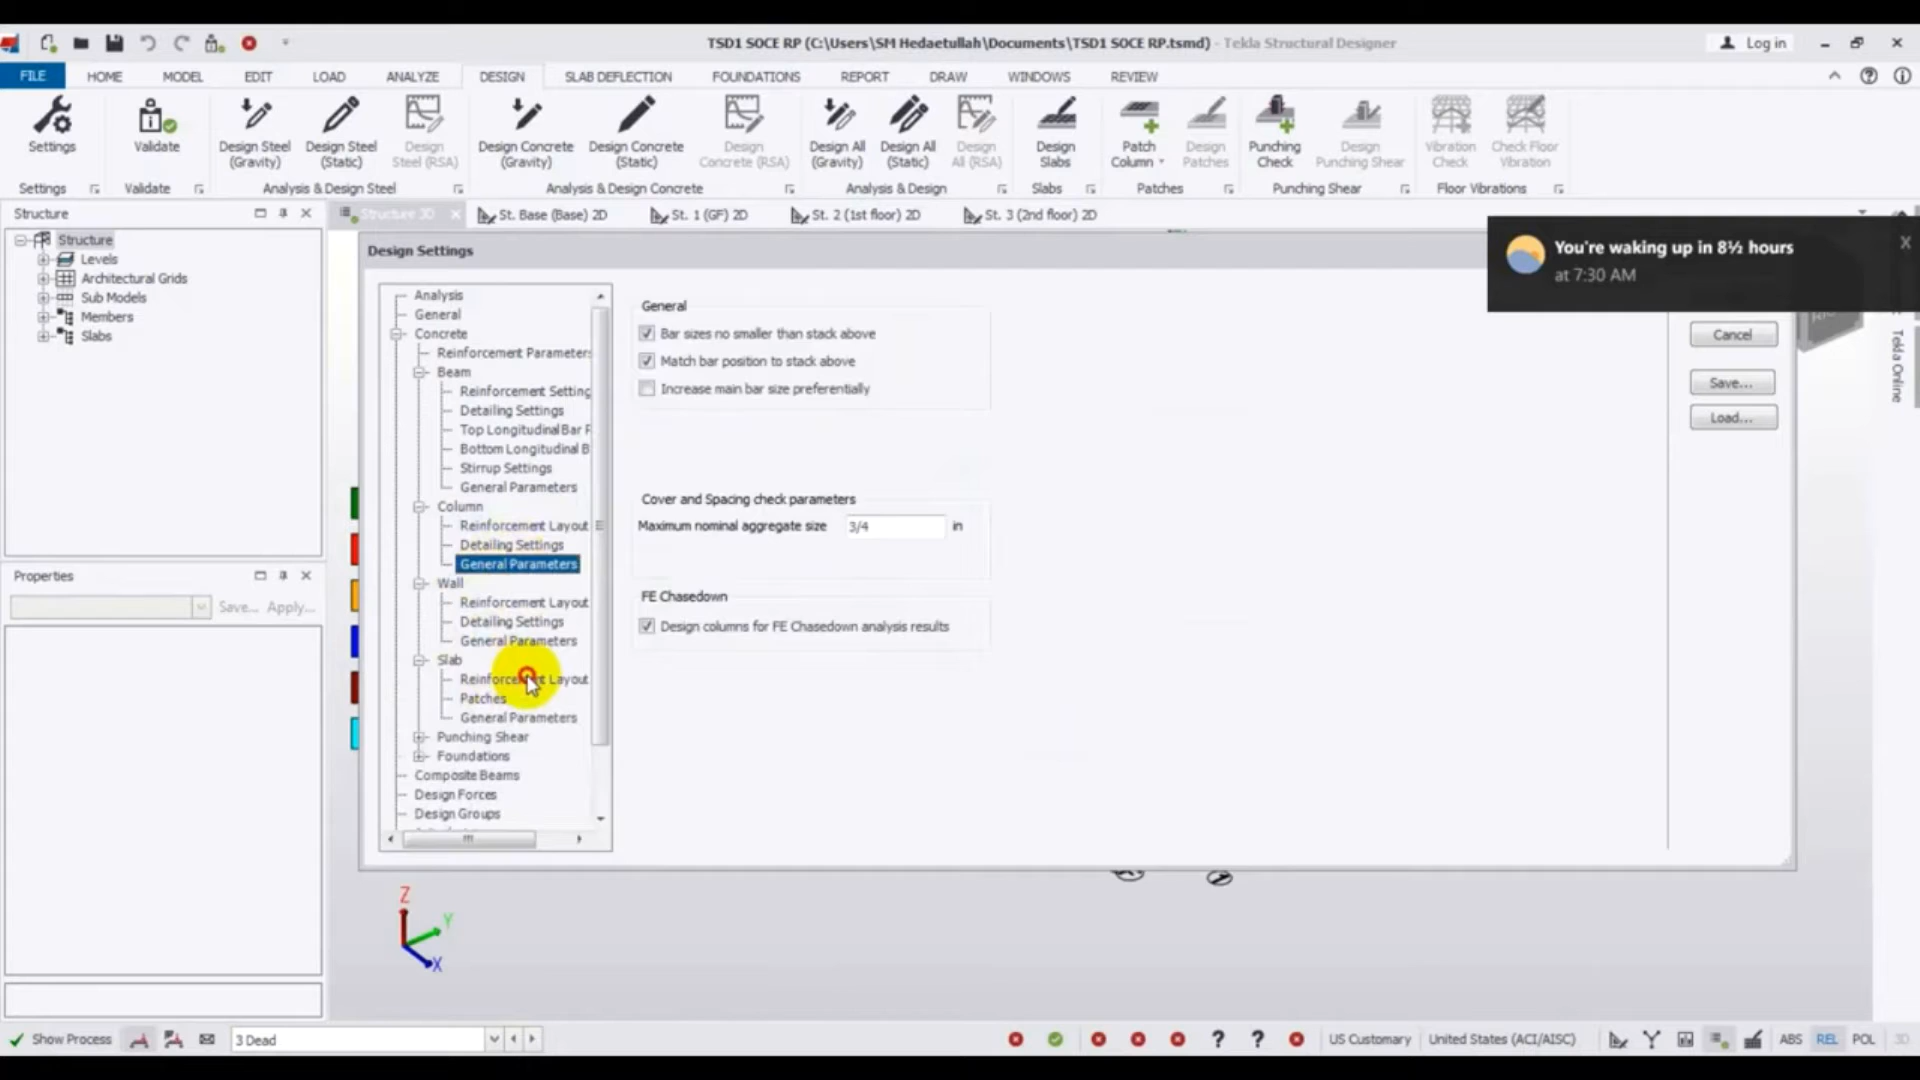 TSD1 SOCE RP (C:\Users\SM Hedaetullah\Documents\TSD1 SOCE RP.tsmd) - Tekla Structural Designer
Log in
FILE HOME MODEL EDIT LOAD ANALYZE DESIGN SLAB DEFLECTION FOUNDATIONS REPORT DRAW WINDOWS REVIEW
Settings Validate Design Steel (Gravity) Design Steel (Static) Design Steel (RSA) Design Concrete (Gravity) Design Concrete (Static) Design Concrete (RSA) Design All (Gravity) Design All (Static) Design All (RSA) Design Slabs Patch Column Design Patches Punching Check Design Punching Shear Vibration Check Check Floor Vibration
Settings Validate Analysis & Design Steel Analysis & Design Concrete Analysis & Design Slabs Patches Punching Shear Floor Vibrations
Structure
Structure 3D St. Base (Base) 2D St. 1 (GF) 2D St. 2 (1st floor) 2D St. 3 (2nd floor) 2D
Structure
Levels
Architectural Grids
Sub Models
Members
Slabs
Properties
Save... Apply...
Design Settings
Analysis
General
Concrete
Reinforcement Parameters
Beam
Reinforcement Setting
Detailing Settings
Top Longitudinal Bar P
Bottom Longitudinal B
Stirrup Settings
General Parameters
Column
Reinforcement Layout
Detailing Settings
General Parameters
Wall
Reinforcement Layout
Detailing Settings
General Parameters
Slab
Reinforcement Layout
Patches
General Parameters
Punching Shear
Foundations
Composite Beams
Design Forces
Design Groups
General
Bar sizes no smaller than stack above
Match bar position to stack above
Increase main bar size preferentially
Cover and Spacing check parameters
Maximum nominal aggregate size 3/4 in
FE Chasedown
Design columns for FE Chasedown analysis results
You're waking up in 8½ hours
at 7:30 AM
Cancel
Save...
Load...
Tekla Online
Z
Y
X
Show Process 3 Dead US Customary United States (ACI/AISC) ABS REL POL 3D